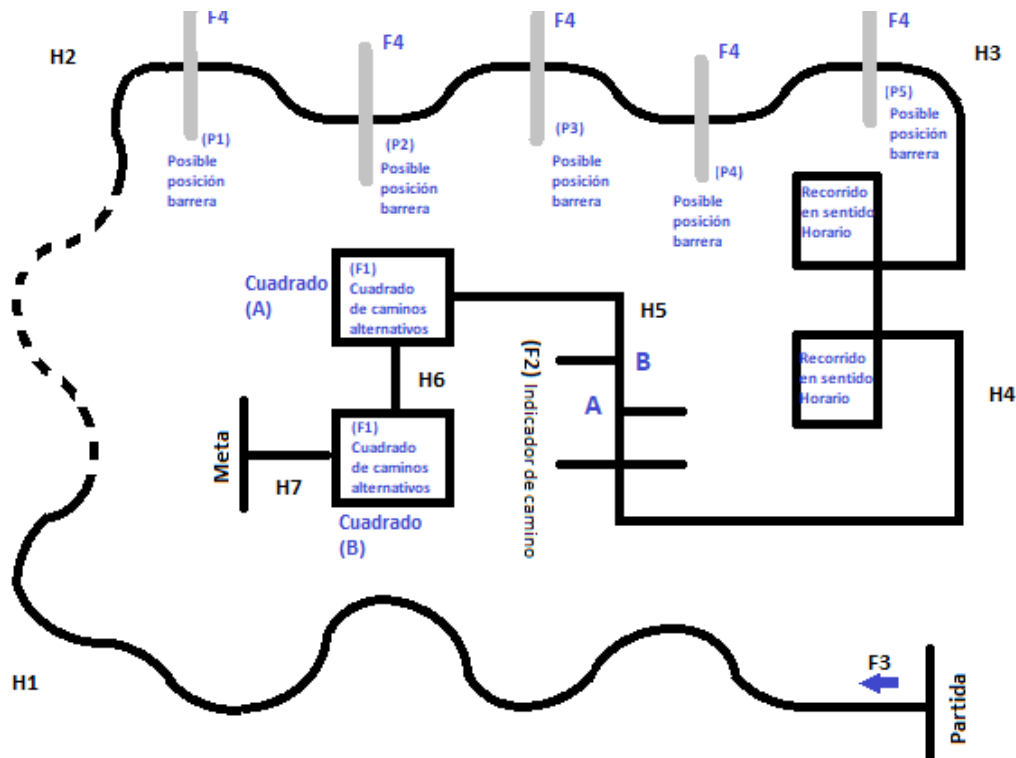 F4
F4
F4
F4
F4
H2
H3
(P1)
Posible
posición
barrera
(P2)
Posible
posición
barrera
(P3)
Posible
posición
barrera
(P4)
Posible
posición
barrera
(P5)
Posible
posición
barrera
Recorrido
en sentido
Horario
Cuadrado
(A)
(F1)
Cuadrado
de caminos
alternativos
H5
(F2) Indicador de camino
B
A
Recorrido
en sentido
Horario
H4
H6
Meta
H7
(F1)
Cuadrado
de caminos
alternativos
Cuadrado
(B)
H1
F3
Partida